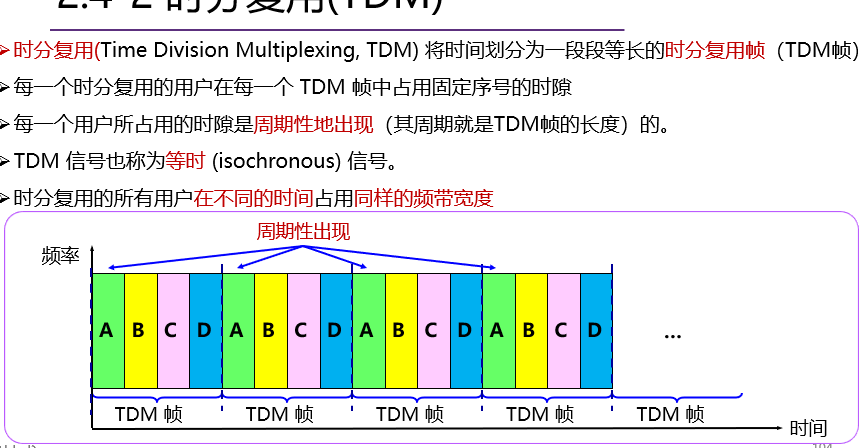 2.4-2 时分复用(TDM)
➢时分复用(Time Division Multiplexing, TDM) 将时间划分为一段段等长的时分复用帧（TDM帧)
➢每一个时分复用的用户在每一个 TDM 帧中占用固定序号的时隙
➢每一个用户所占用的时隙是周期性地出现（其周期就是TDM帧的长度）的。
➢TDM 信号也称为等时 (isochronous) 信号。
➢时分复用的所有用户在不同的时间占用同样的频带宽度
周期性出现
频率
A B C D A B C D A B C D A B C D ...
TDM 帧 TDM 帧 TDM 帧 TDM 帧 TDM 帧
时间